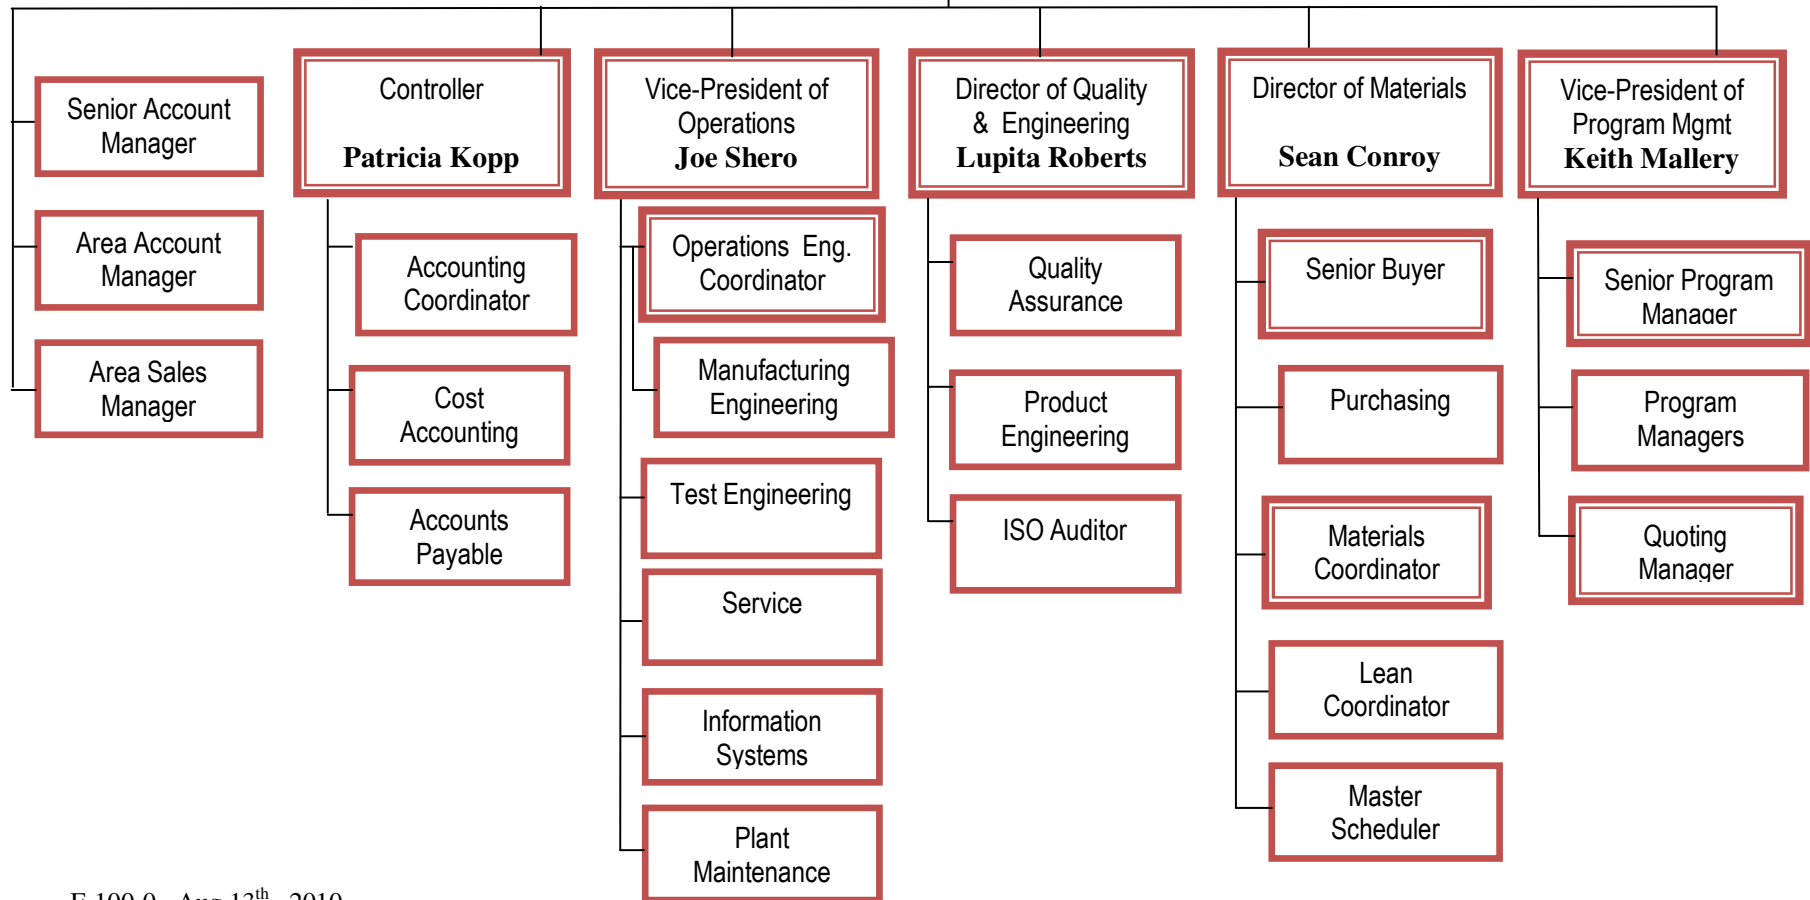 Senior Account
Manager
Area Account
Manager
Area Sales
Manager
Controller
Patricia Kopp
Accounting
Coordinator
Cost
Accounting
Accounts
Payable
Vice-President of
Operations
Joe Shero
Operations Eng.
Coordinator
Manufacturing
Engineering
Test Engineering
Service
Information
Systems
Plant
Maintenance
Director of Quality
& Engineering
Lupita Roberts
Quality
Assurance
Product
Engineering
ISO Auditor
Director of Materials
Sean Conroy
Senior Buyer
Purchasing
Materials
Coordinator
Lean
Coordinator
Master
Scheduler
Vice-President of
Program Mgmt
Keith Mallery
Senior Program
Manager
Program
Managers
Quoting
Manager
Aug 13th 2010